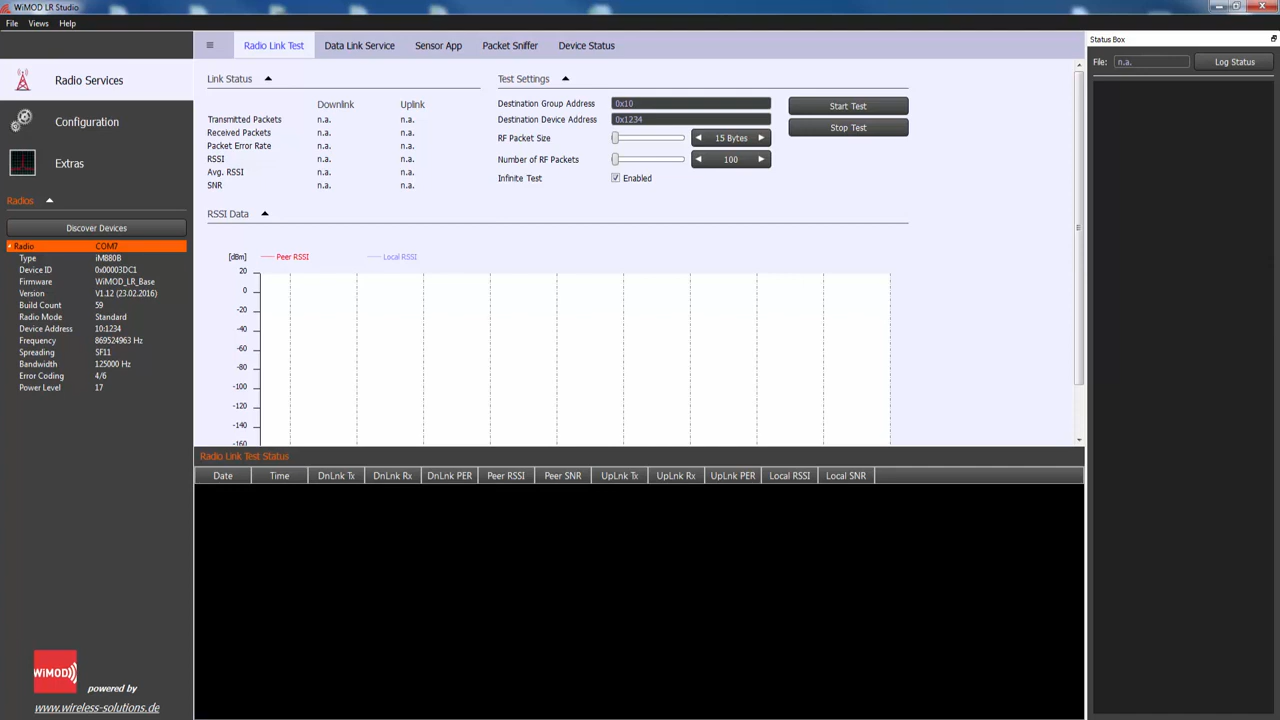 WiMOD LR Studio
File Views Help
Radio Services
Configuration
Extras
Radios
Discover Devices
Radio COM7
Type iM880B
Device ID 0x00003DC1
Firmware WiMOD_LR_Base
Version V1.12 (23.02.2016)
Build Count 59
Radio Mode Standard
Device Address 10:1234
Frequency 869524963 Hz
Spreading SF11
Bandwidth 125000 Hz
Error Coding 4/6
Power Level 17
WiMOD
powered by
www.wireless-solutions.de
Radio Link Test Data Link Service Sensor App Packet Sniffer Device Status
Link Status
Downlink Uplink
Transmitted Packets n.a. n.a.
Received Packets n.a. n.a.
Packet Error Rate n.a. n.a.
RSSI n.a. n.a.
Avg. RSSI n.a. n.a.
SNR n.a. n.a.
Test Settings
Destination Group Address 0x10
Destination Device Address 0x1234
RF Packet Size 15 Bytes
Number of RF Packets 100
Infinite Test Enabled
Start Test
Stop Test
RSSI Data
[dBm] Peer RSSI Local RSSI
20
0
-20
-40
-60
-80
-100
-120
-140
-160
Radio Link Test Status
Date Time DnLnk Tx DnLnk Rx DnLnk PER Peer RSSI Peer SNR UpLnk Tx UpLnk Rx UpLnk PER Local RSSI Local SNR
Status Box
File: n.a. Log Status